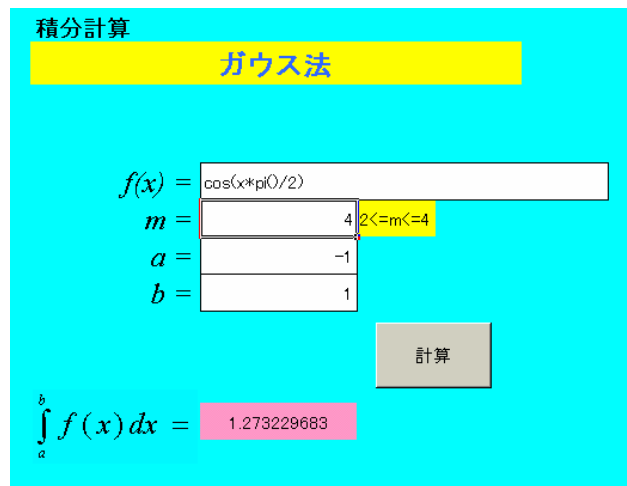 積分計算
ガウス法
f(x) = cos(x*pi()/2)
m = 4 2<=m<=4
a = -1
b = 1
計算
b
∫ f(x)dx = 1.273229683
a